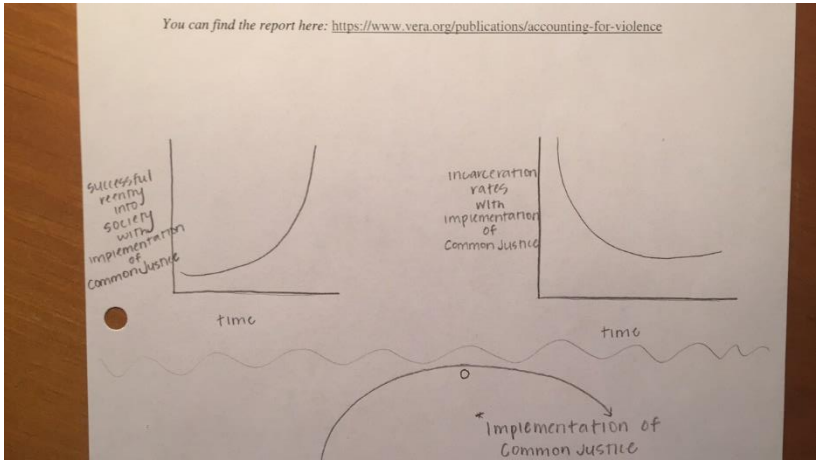 You can find the report here: https://www.vera.org/publications/accounting-for-violence
successful
reentry
into
society
with
implementation
of
Common Justice
time
incarceration
rates
with
implementation
of
Common Justice
time
*Implementation of
Common Justice